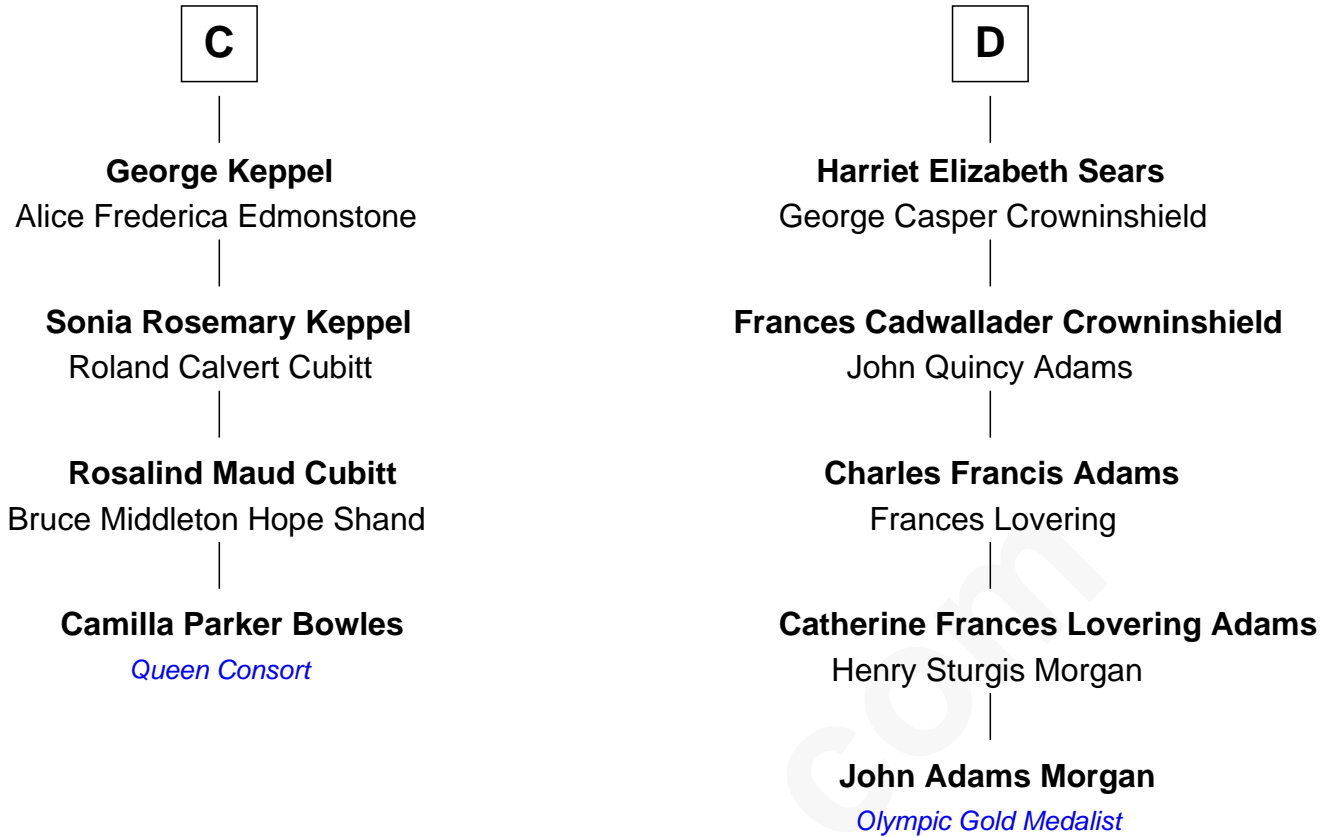 C
George Keppel
Alice Frederica Edmonstone
Sonia Rosemary Keppel
Roland Calvert Cubitt
Rosalind Maud Cubitt
Bruce Middleton Hope Shand
Camilla Parker Bowles
Queen Consort
D
Harriet Elizabeth Sears
George Casper Crowninshield
Frances Cadwallader Crowninshield
John Quincy Adams
Charles Francis Adams
Frances Lovering
Catherine Frances Lovering Adams
Henry Sturgis Morgan
John Adams Morgan
Olympic Gold Medalist
com